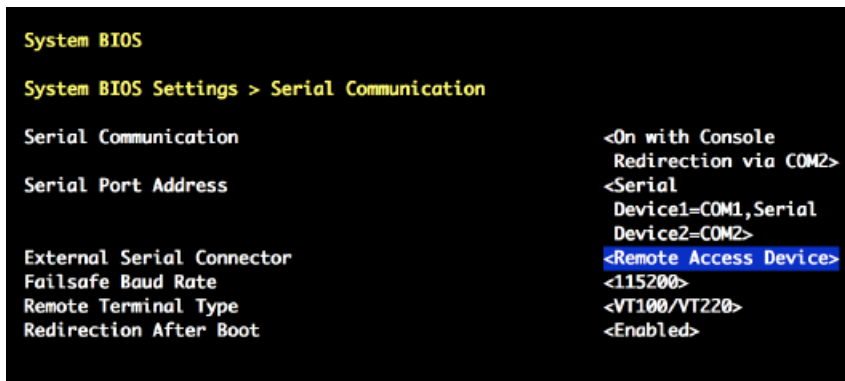 System BIOS
System BIOS Settings > Serial Communication
Serial Communication <On with Console
Redirection via COM2>
Serial Port Address <Serial
Device1=COM1,Serial
Device2=COM2>
External Serial Connector <Remote Access Device>
Failsafe Baud Rate <115200>
Remote Terminal Type <VT100/VT220>
Redirection After Boot <Enabled>